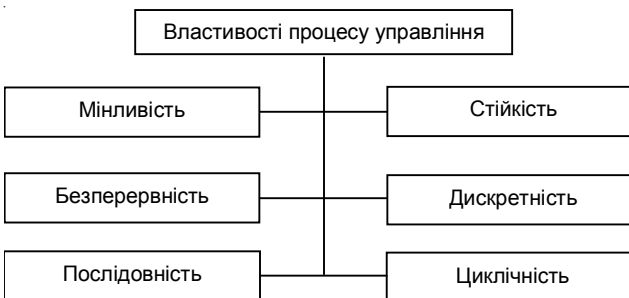 Властивості процесу управління
Мінливість
Стійкість
Безперервність
Дискретність
Послідовність
Циклічність